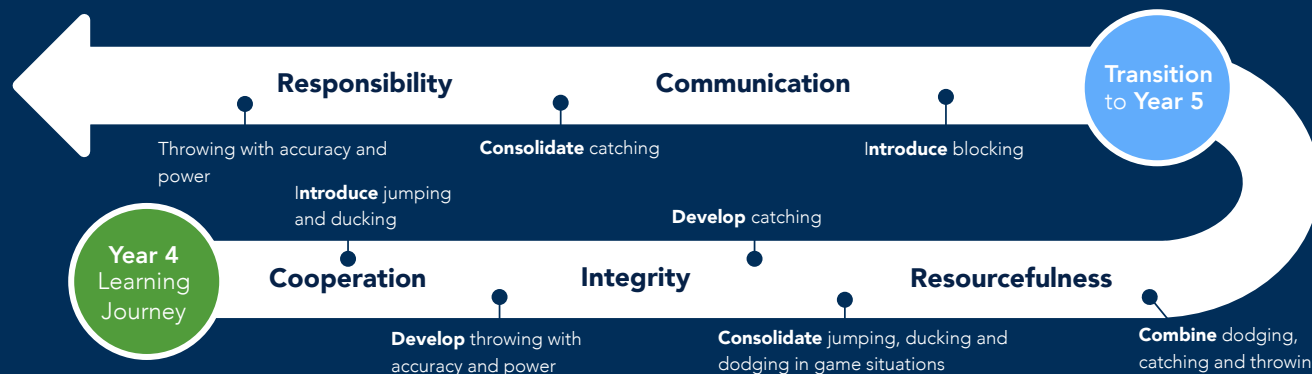 Responsibility
Communication
Transition
to Year 5
Throwing with accuracy and
power
Consolidate catching
Introduce blocking
Introduce jumping
and ducking
Develop catching
Year 4
Learning
Journey
Cooperation
Integrity
Resourcefulness
Develop throwing with
accuracy and power
Consolidate jumping, ducking and
dodging in game situations
Combine dodging,
catching and throwin